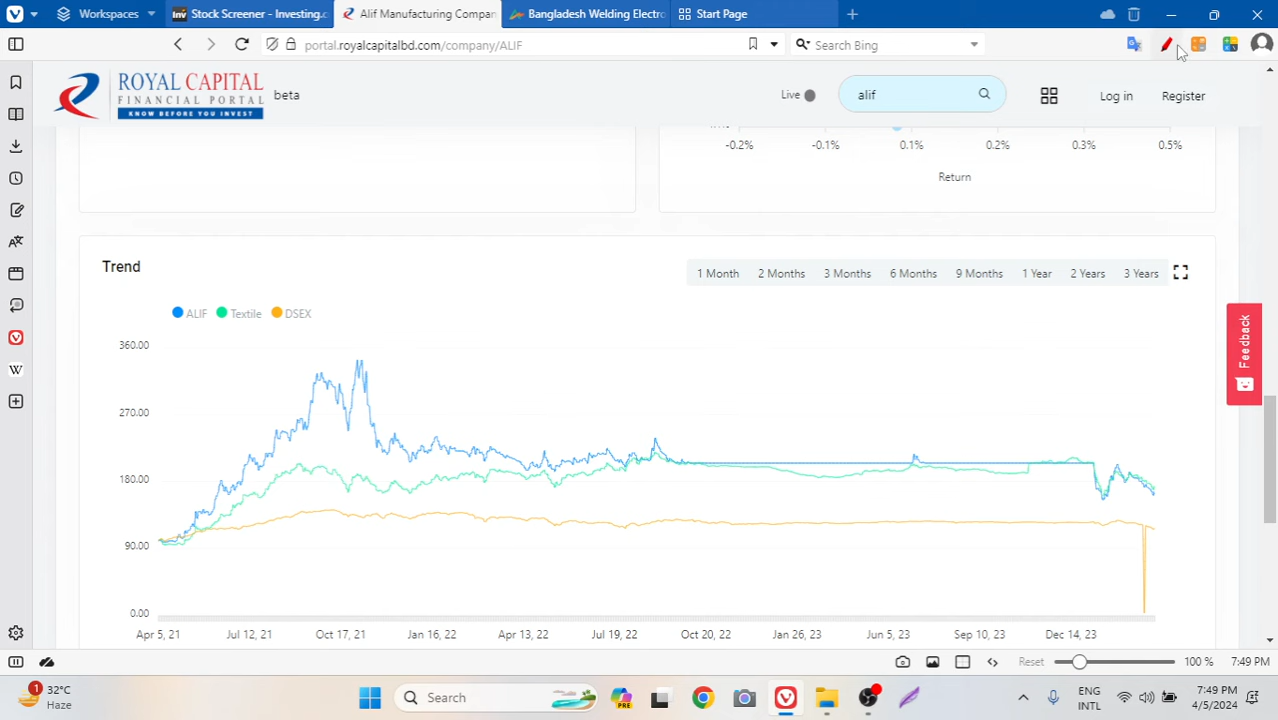 Workspaces
Stock Screener - Investing.c
Alif Manufacturing Compan
Bangladesh Welding Electro
Start Page
portal.royalcapitalbd.com/company/ALIF
Search Bing
ROYAL CAPITAL
FINANCIAL PORTAL
KNOW BEFORE YOU INVEST
beta
Live
alif
Log in
Register
-0.2%
-0.1%
0.1%
0.2%
0.3%
0.5%
Return
Trend
1 Month
2 Months
3 Months
6 Months
9 Months
1 Year
2 Years
3 Years
ALIF
Textile
DSEX
360.00
270.00
180.00
90.00
0.00
Apr 5, 21
Jul 12, 21
Oct 17, 21
Jan 16, 22
Apr 13, 22
Jul 19, 22
Oct 20, 22
Jan 26, 23
Jun 5, 23
Sep 10, 23
Dec 14, 23
Feedback
Reset
100 %
7:49 PM
1
32°C
Haze
Search
PRE
ENG
INTL
7:49 PM
4/5/2024